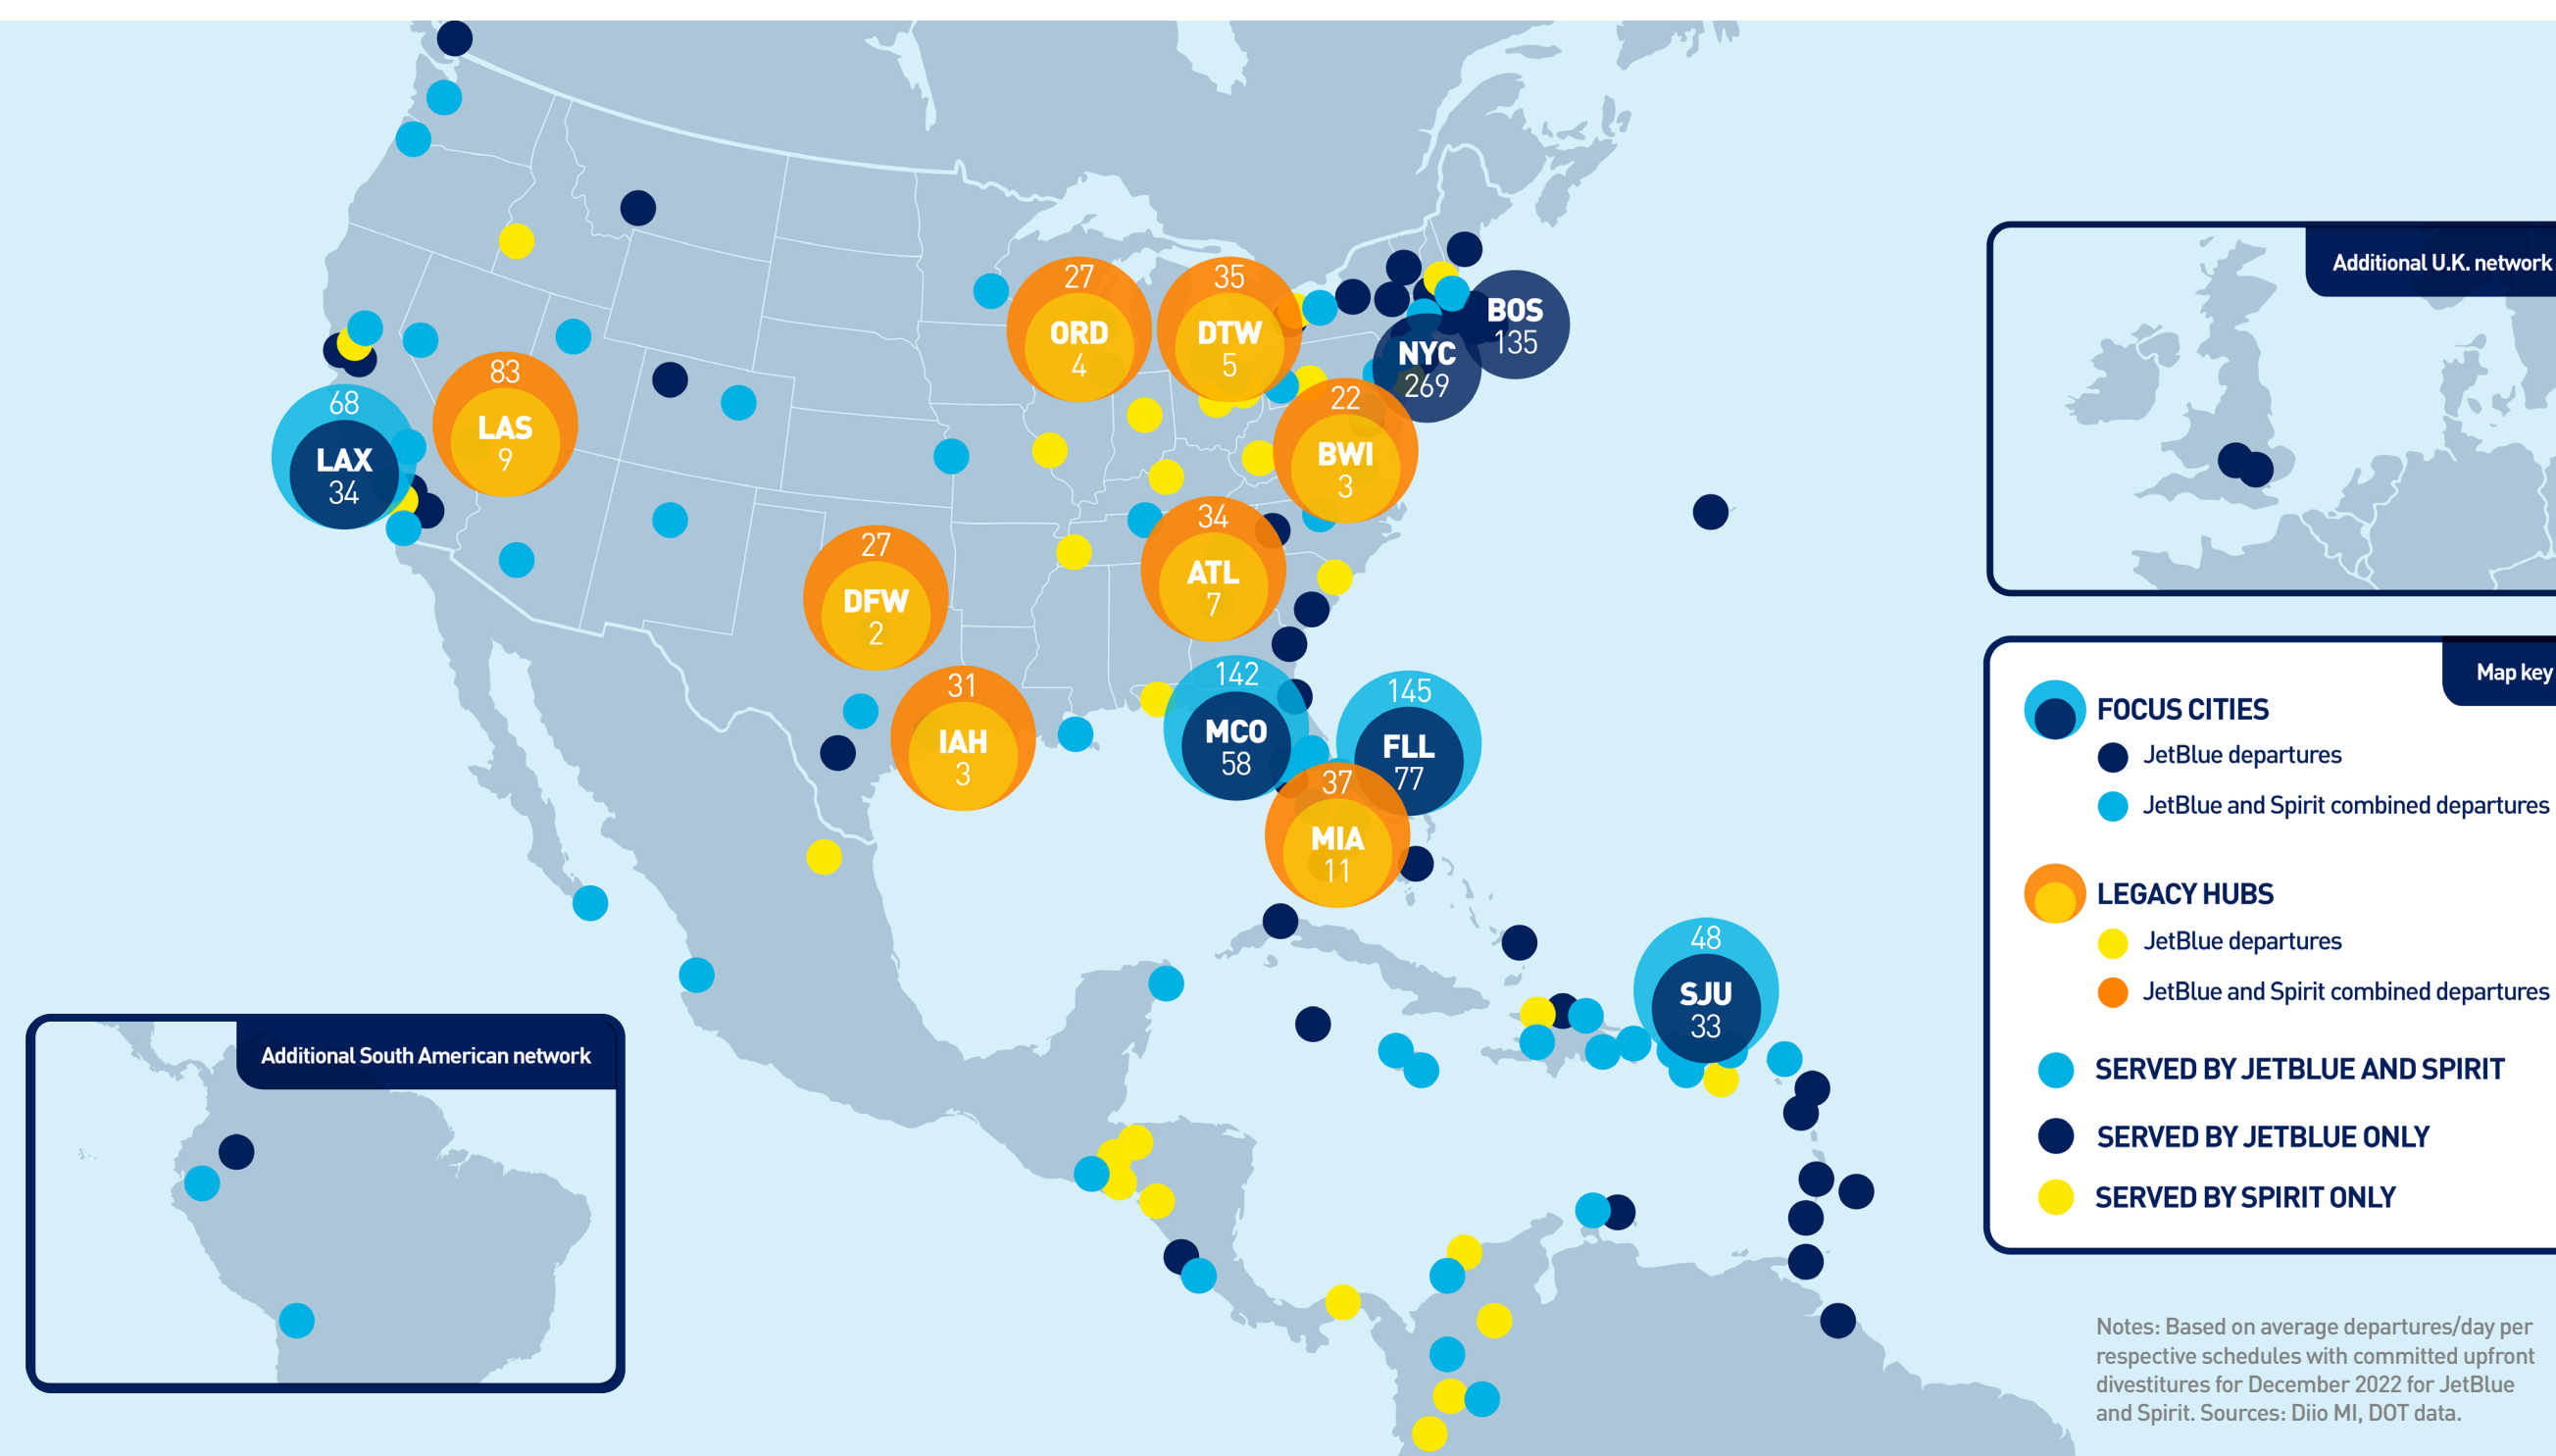 27
ORD
4
35
DTW
5
BOS
135
NYC
269
83
LAS
9
68
LAX
34
22
BWI
3
27
DFW
2
34
ATL
7
31
IAH
3
142
MCO
58
145
FLL
77
37
MIA
11
48
SJU
33
Additional South American network
Additional U.K. network
Map key
FOCUS CITIES
JetBlue departures
JetBlue and Spirit combined departures
LEGACY HUBS
JetBlue departures
JetBlue and Spirit combined departures
SERVED BY JETBLUE AND SPIRIT
SERVED BY JETBLUE ONLY
SERVED BY SPIRIT ONLY
Notes: Based on average departures/day per
respective schedules with committed upfront
divestitures for December 2022 for JetBlue
and Spirit. Sources: Diio MI, DOT data.